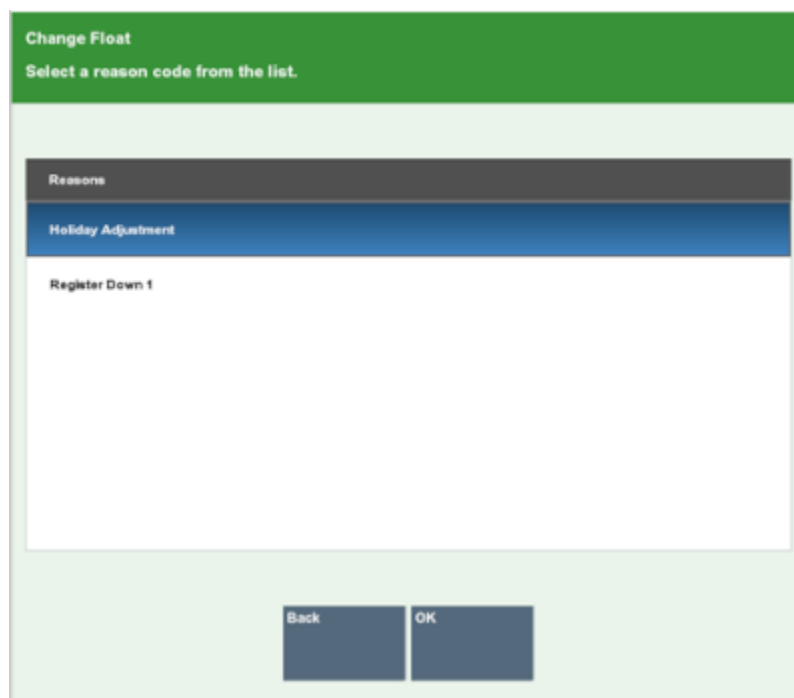 Change Float
Select a reason code from the list.
Reasons
Holiday Adjustment
Register Down 1
Back OK